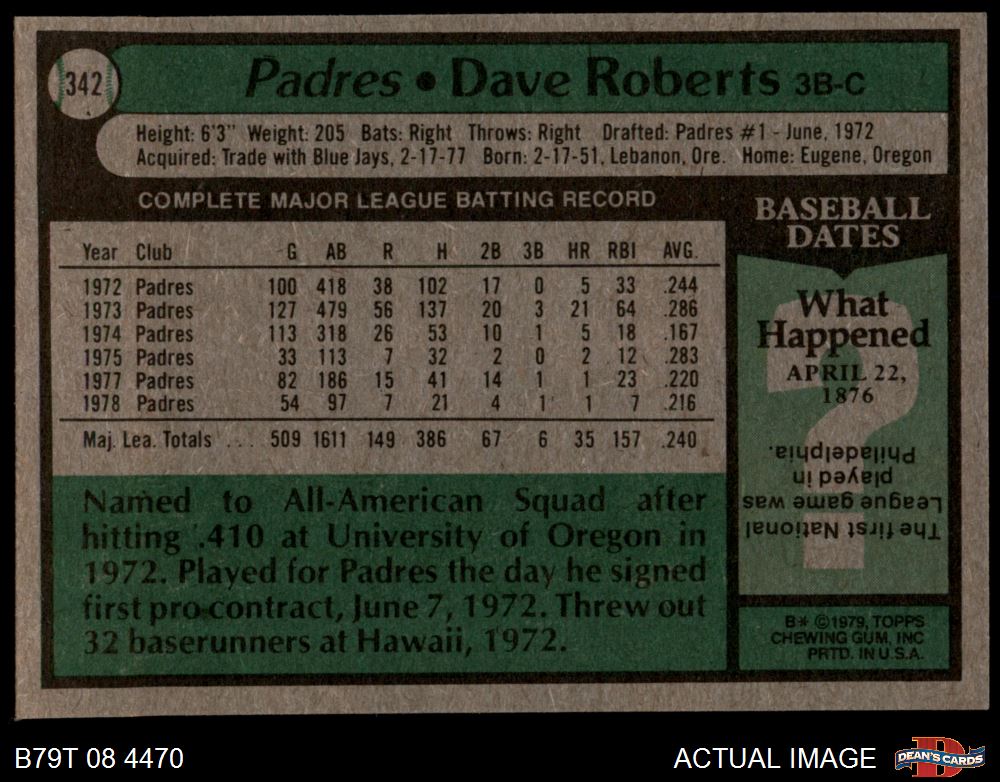 342
Padres • Dave Roberts 3B-C
Height: 6'3" Weight: 205 Bats: Right Throws: Right Drafted: Padres #1 - June, 1972
Acquired: Trade with Blue Jays, 2-17-77 Born: 2-17-51, Lebanon, Ore. Home: Eugene, Oregon
COMPLETE MAJOR LEAGUE BATTING RECORD
Year Club G AB R H 2B 3B HR RBI AVG.
1972 Padres 100 418 38 102 17 0 5 33 .244
1973 Padres 127 479 56 137 20 3 21 64 .286
1974 Padres 113 318 26 53 10 1 5 18 .167
1975 Padres 33 113 7 32 2 0 2 12 .283
1977 Padres 82 186 15 41 14 1 1 23 .220
1978 Padres 54 97 7 21 4 1 1 7 .216
Maj. Lea. Totals . . . 509 1611 149 386 67 6 35 157 .240
Named to All-American Squad after
hitting .410 at University of Oregon in
1972. Played for Padres the day he signed
first pro contract, June 7, 1972. Threw out
32 baserunners at Hawaii, 1972.
BASEBALL
DATES
What
Happened
APRIL 22,
1876
The first National
League game was
played in
Philadelphia.
B* ©1979, TOPPS
CHEWING GUM, INC
PRTD. IN U.S.A.
B79T 08 4470
ACTUAL IMAGE
DEAN'S CARDS